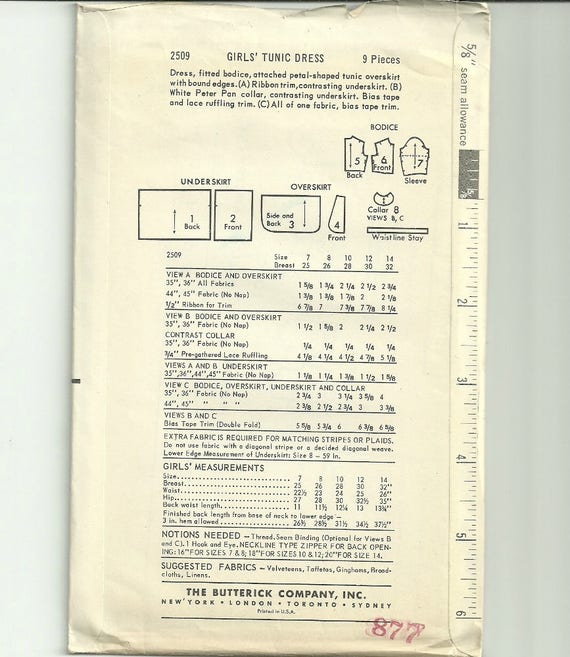 2509 GIRLS' TUNIC DRESS 9 Pieces
Dress, fitted bodice, attached petal-shaped tunic overskirt
with bound edges. (A) Ribbon trim, contrasting underskirt. (B)
White Peter Pan collar, contrasting underskirt. Bias tape
and lace ruffling trim. (C) All of one fabric, bias tape trim.
5/8" seam allowance
BODICE
5 Back
6 Front
7 Sleeve
UNDERSKIRT
OVERSKIRT
1 Back
2 Front
Side and Back 3
4 Front
Collar 8
VIEWS B, C
Waistline Stay
2509 Size 7 8 10 12 14
Breast 25 26 28 30 32
VIEW A BODICE AND OVERSKIRT
35", 36" All Fabrics 1 5/8 1 3/4 2 1/4 2 1/2 2 3/4
44", 45" Fabric (No Nap) 1 3/8 1 3/8 1 7/8 2 2 1/8
1/2" Ribbon for Trim 6 7/8 7 7 3/8 7 7/8 8 1/4
VIEW B BODICE AND OVERSKIRT
35", 36" Fabric (No Nap) 1 1/2 1 5/8 2 2 1/4 2 1/2
CONTRAST COLLAR
35", 36" Fabric (No Nap) 1/4 1/4 1/4 1/4 1/4
3/4" Pre-gathered Lace Ruffling 4 1/8 4 1/4 4 1/2 4 7/8 5 1/8
VIEWS A AND B UNDERSKIRT
35",36",44",45" Fabric (No Nap) 1 1/8 1 1/4 1 3/8 1 1/2 1 5/8
VIEW C BODICE, OVERSKIRT, UNDERSKIRT AND COLLAR
35", 36" Fabric (No Nap) 2 3/4 3 3 1/4 3 5/8 4
44", 45" " " " 2 3/8 2 1/2 2 3/4 3 3 3/8
VIEWS B AND C
Bias Tape Trim (Double Fold) 5 5/8 5 3/4 6 6 3/8 6 5/8
EXTRA FABRIC IS REQUIRED FOR MATCHING STRIPES OR PLAIDS.
Do not use fabric with a diagonal stripe or a decided diagonal weave.
Lower Edge Measurement of Underskirt: Size 8 - 59 in.
GIRLS' MEASUREMENTS
Size 7 8 10 12 14
Breast 25 26 28 30 32"
Waist 22½ 23 24 25 26"
Hip 27 28 30 32½ 35"
Back waist length 11 11½ 12¼ 13 13¾"
Finished back length from base of neck to lower edge-
3 in. hem allowed 26½ 28½ 31½ 34½ 37½"
NOTIONS NEEDED - Thread. Seam Binding (Optional for Views B
and C). 1 Hook and Eye. NECKLINE TYPE ZIPPER FOR BACK OPEN-
ING: 16" FOR SIZES 7 & 8; 18" FOR SIZES 10 & 12; 20" FOR SIZE 14.
SUGGESTED FABRICS - Velveteens, Taffetas, Ginghams, Broad-
cloths, Linens.
THE BUTTERICK COMPANY, INC.
NEW YORK • LONDON • TORONTO • SYDNEY
Printed in U.S.A.
877
5/8
1
2
3
4
5
6